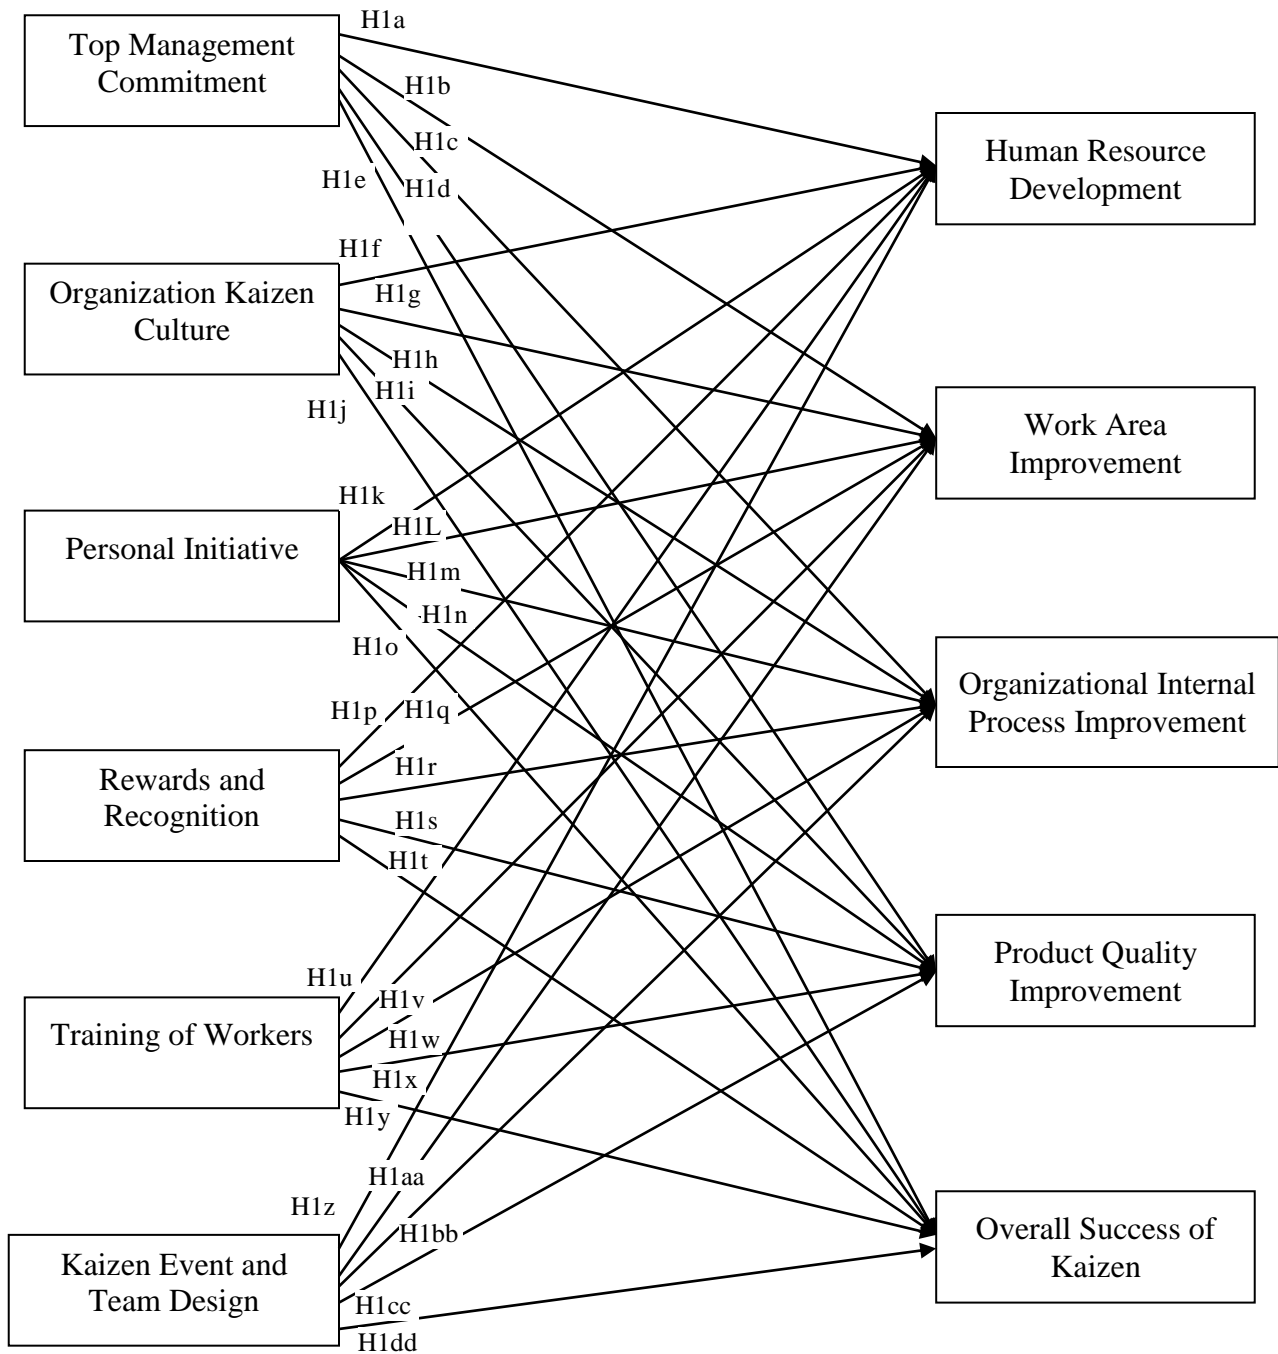 H1a
Top Management
Commitment
H1b
H1c
H1e
H1d
Human Resource
Development
H1f
Organization Kaizen
Culture
H1g
H1h
H1i
H1j
Work Area
Improvement
H1k
H1L
Personal Initiative
H1m
H1n
H1o
Organizational Internal
Process Improvement
H1p
H1q
Rewards and
Recognition
H1r
H1s
H1t
Product Quality
Improvement
H1u
H1v
Training of Workers
H1w
H1x
H1y
H1aa
H1z
H1bb
Overall Success of
Kaizen
Kaizen Event and
Team Design
H1cc
H1dd